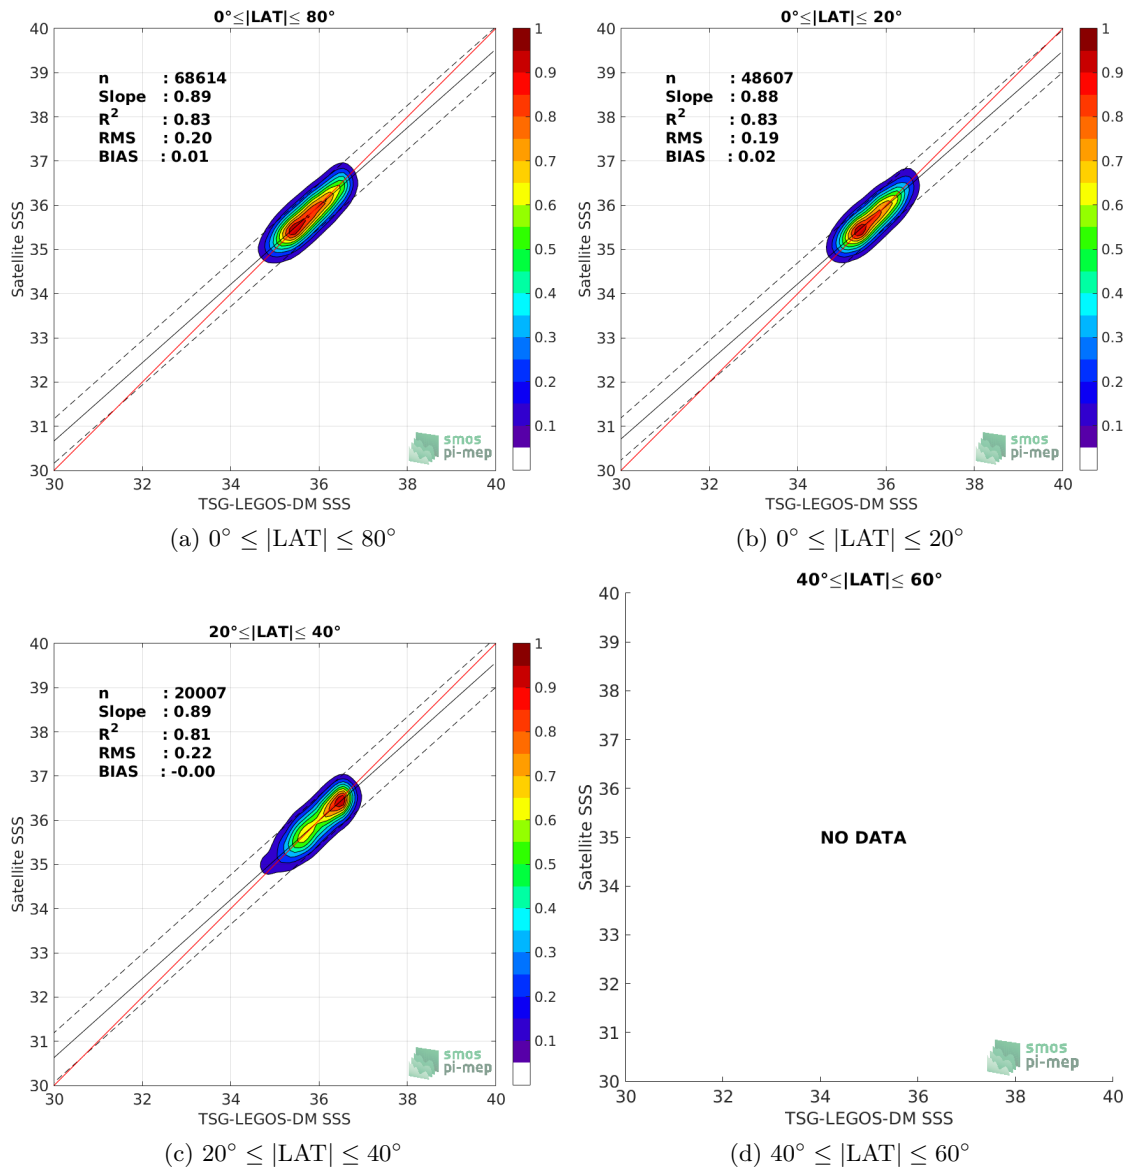 0°≤|LAT|≤ 80°
n : 68614
Slope : 0.89
R² : 0.83
RMS : 0.20
BIAS : 0.01
40
39
38
37
36
35
34
33
32
31
30
Satellite SSS
30 32 34 36 38 40
TSG-LEGOS-DM SSS
1
0.9
0.8
0.7
0.6
0.5
0.4
0.3
0.2
0.1
smos
pi-mep
(a) 0° ≤ |LAT| ≤ 80°
0°≤|LAT|≤ 20°
n : 48607
Slope : 0.88
R² : 0.83
RMS : 0.19
BIAS : 0.02
40
39
38
37
36
35
34
33
32
31
30
Satellite SSS
30 32 34 36 38 40
TSG-LEGOS-DM SSS
1
0.9
0.8
0.7
0.6
0.5
0.4
0.3
0.2
0.1
smos
pi-mep
(b) 0° ≤ |LAT| ≤ 20°
20°≤|LAT|≤ 40°
n : 20007
Slope : 0.89
R² : 0.81
RMS : 0.22
BIAS : -0.00
40
39
38
37
36
35
34
33
32
31
30
Satellite SSS
30 32 34 36 38 40
TSG-LEGOS-DM SSS
1
0.9
0.8
0.7
0.6
0.5
0.4
0.3
0.2
0.1
smos
pi-mep
(c) 20° ≤ |LAT| ≤ 40°
40°≤|LAT|≤ 60°
40
39
38
37
36
35
34
33
32
31
30
Satellite SSS
NO DATA
30 32 34 36 38 40
TSG-LEGOS-DM SSS
smos
pi-mep
(d) 40° ≤ |LAT| ≤ 60°